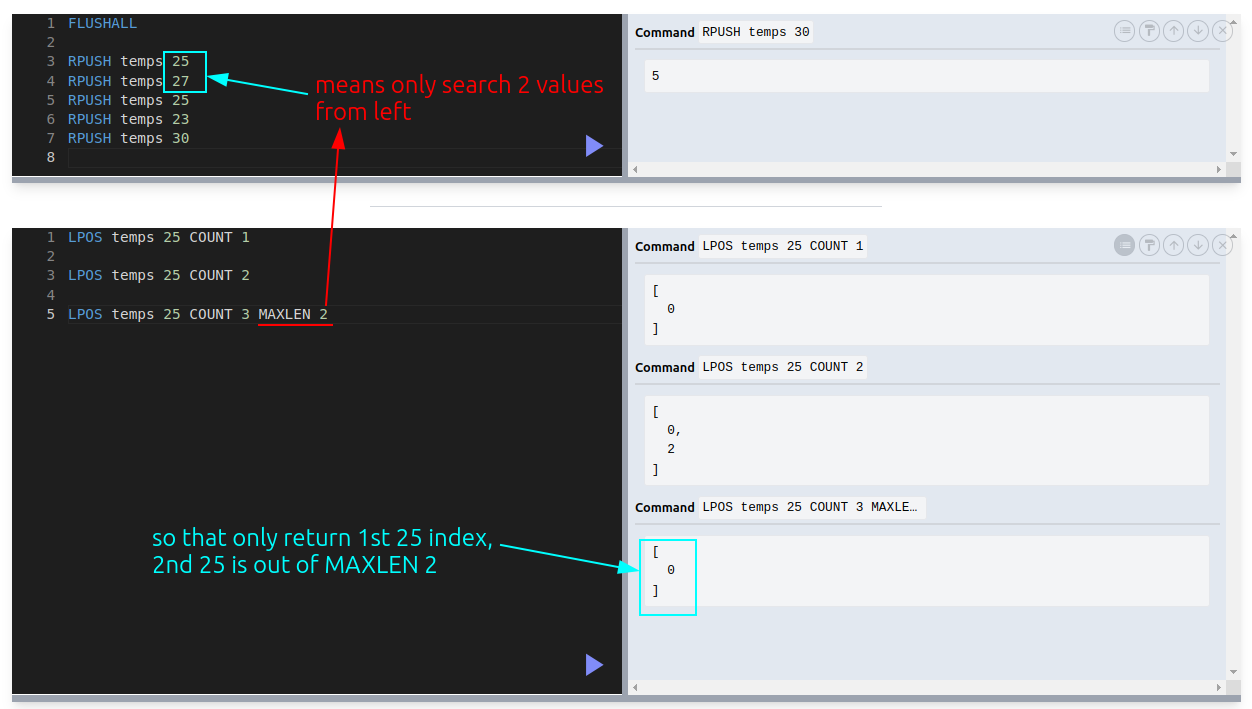 1 FLUSHALL
2
3 RPUSH temps 25
4 RPUSH temps 27
5 RPUSH temps 25
6 RPUSH temps 23
7 RPUSH temps 30
8
means only search 2 values
from left
Command RPUSH temps 30
5
1 LPOS temps 25 COUNT 1
2
3 LPOS temps 25 COUNT 2
4
5 LPOS temps 25 COUNT 3 MAXLEN 2
so that only return 1st 25 index,
2nd 25 is out of MAXLEN 2
Command LPOS temps 25 COUNT 1
[
0
]
Command LPOS temps 25 COUNT 2
[
0,
2
]
Command LPOS temps 25 COUNT 3 MAXLE…
[
0
]